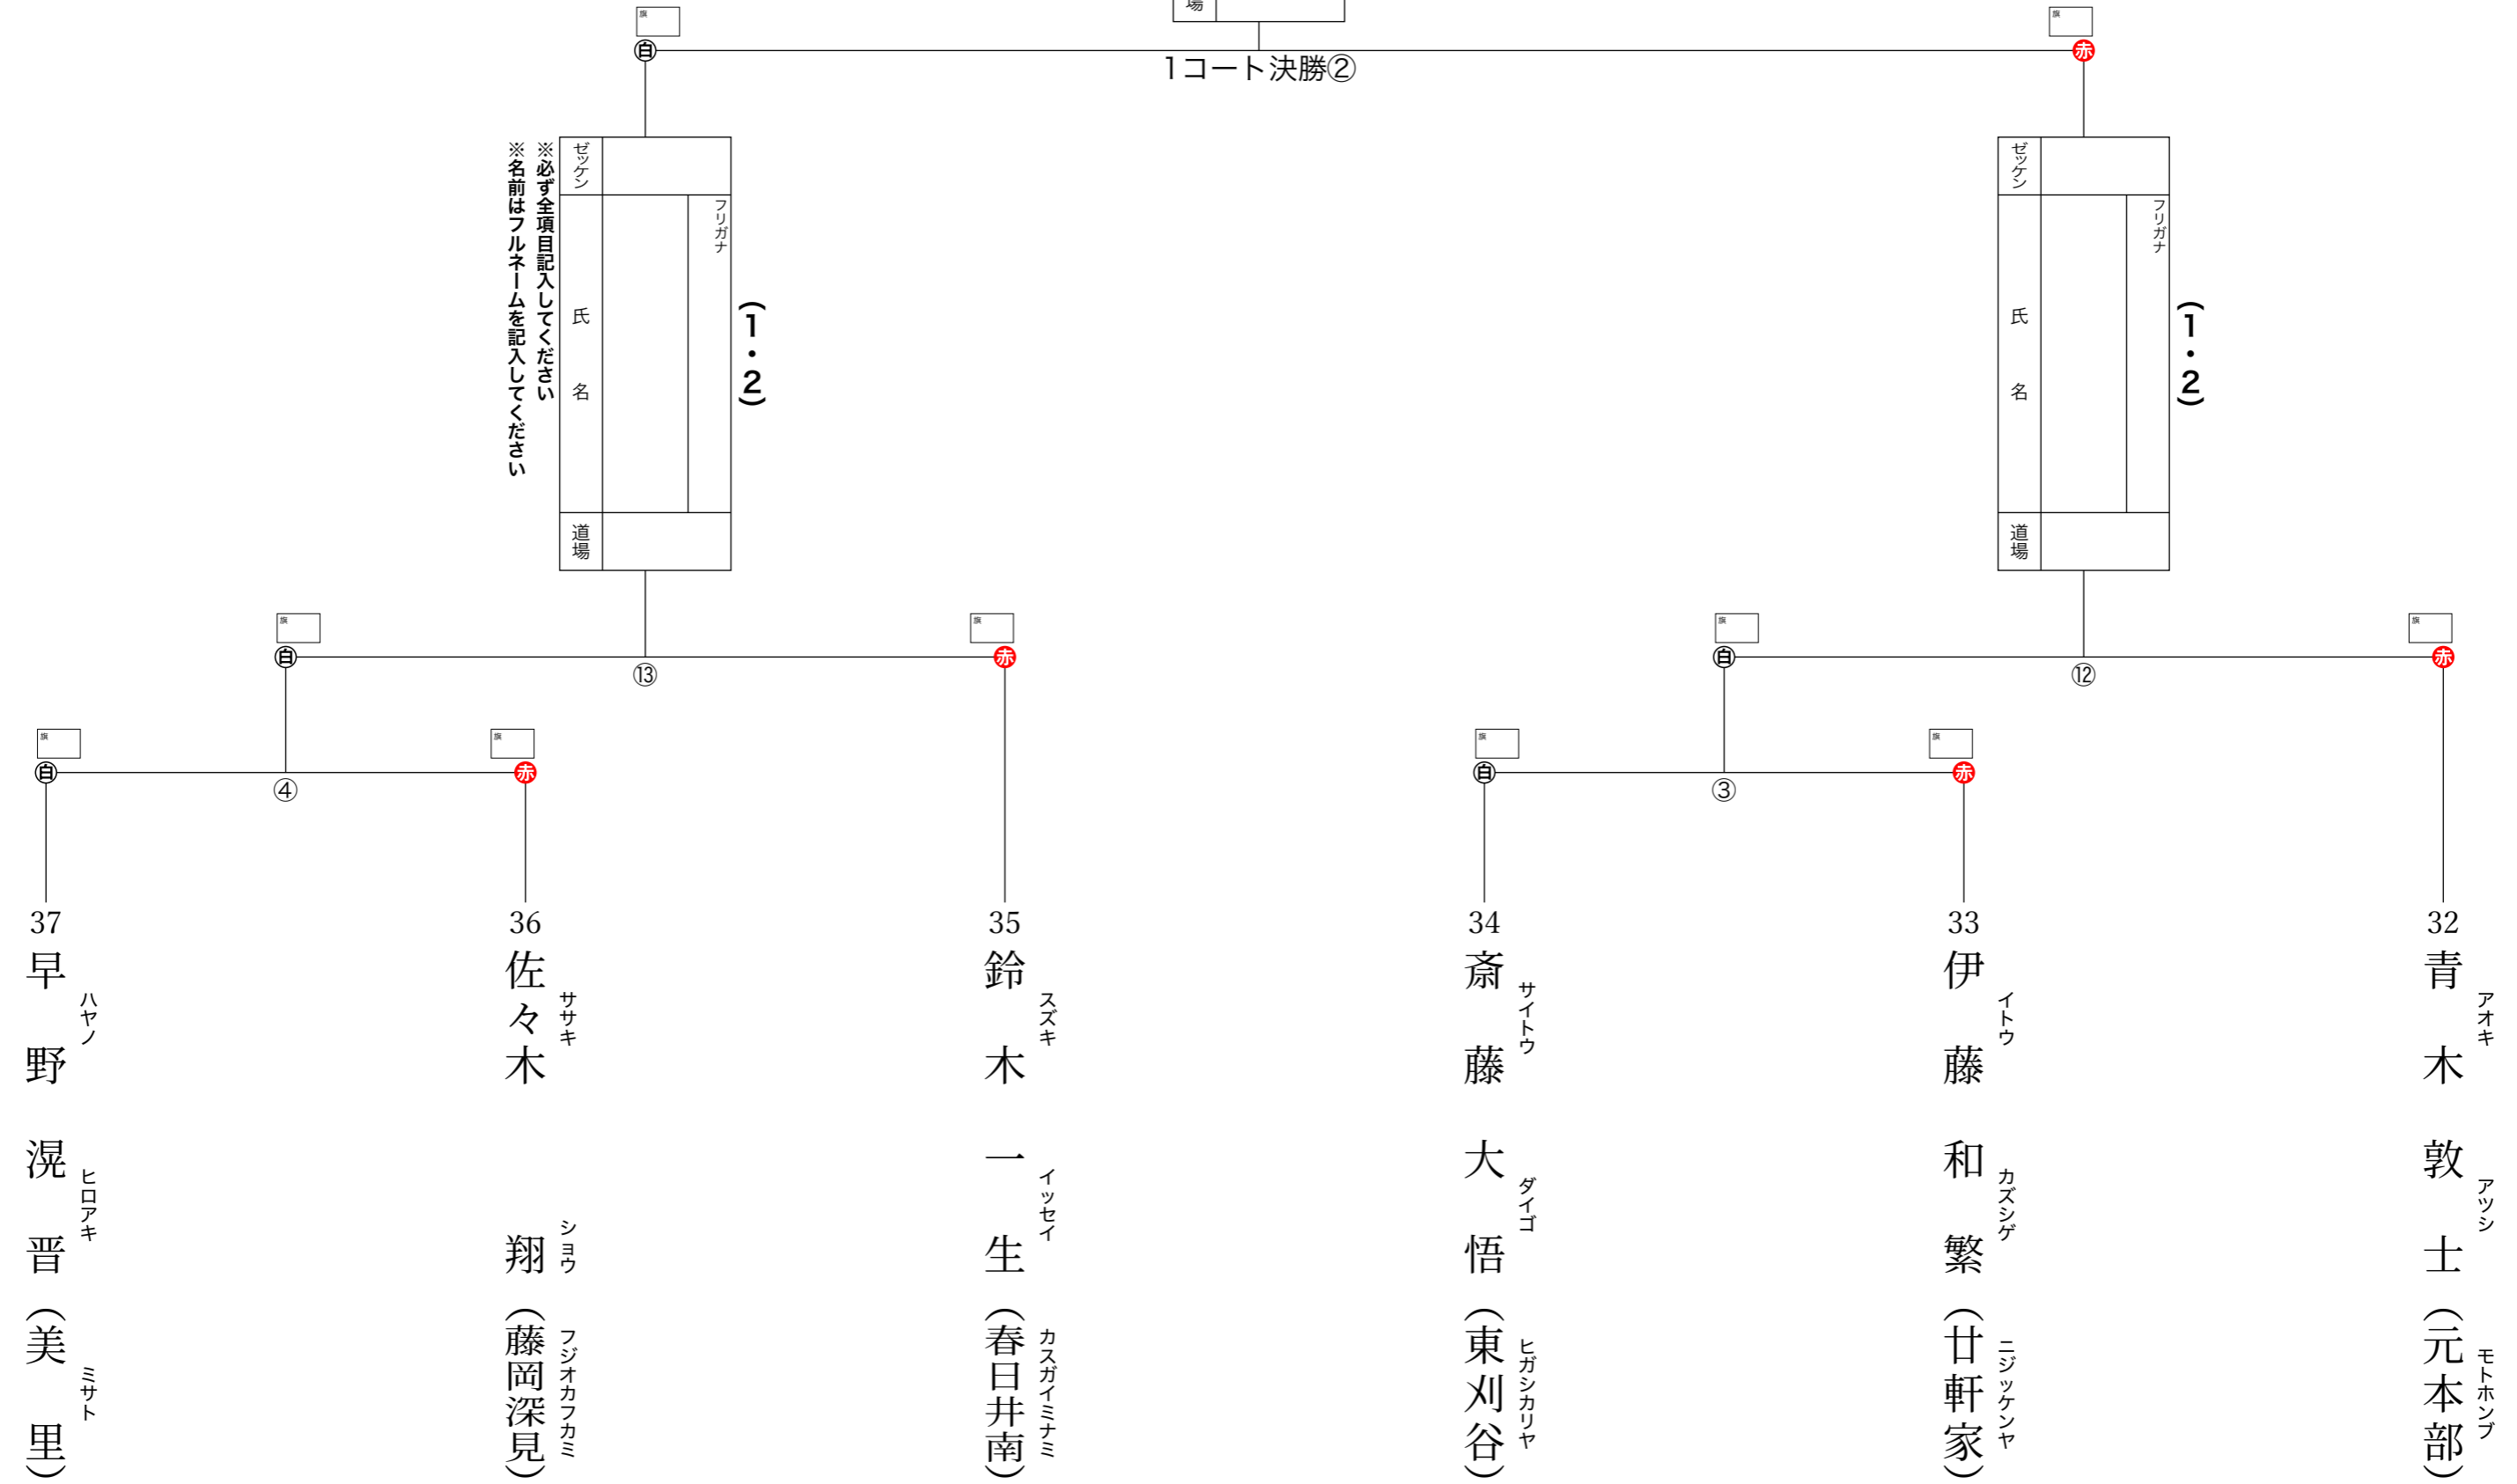 場
旗
旗
白
赤
1コート決勝②
ゼッケン
フリガナ
氏名
道場
(1・2)
ゼッケン
フリガナ
氏名
道場
(1・2)
※必ず全項目記入してください
※名前はフルネームを記入してください
旗
旗
旗
旗
白
赤
白
赤
⑬
⑫
旗
旗
旗
旗
白
赤
白
赤
④
③
32
青木敦士(元本部)
アオキ アツシ モトホンブ
33
伊藤和繁(廿軒家)
イトウ カズシゲ ニジッケンヤ
34
斎藤大悟(東刈谷)
サイトウ ダイゴ ヒガシカリヤ
35
鈴木一生(春日井南)
スズキ イッセイ カスガイミナミ
36
佐々木翔(藤岡深見)
ササキ ショウ フジオカフカミ
37
早野滉晋(美里)
ハヤノ ヒロアキ ミサト